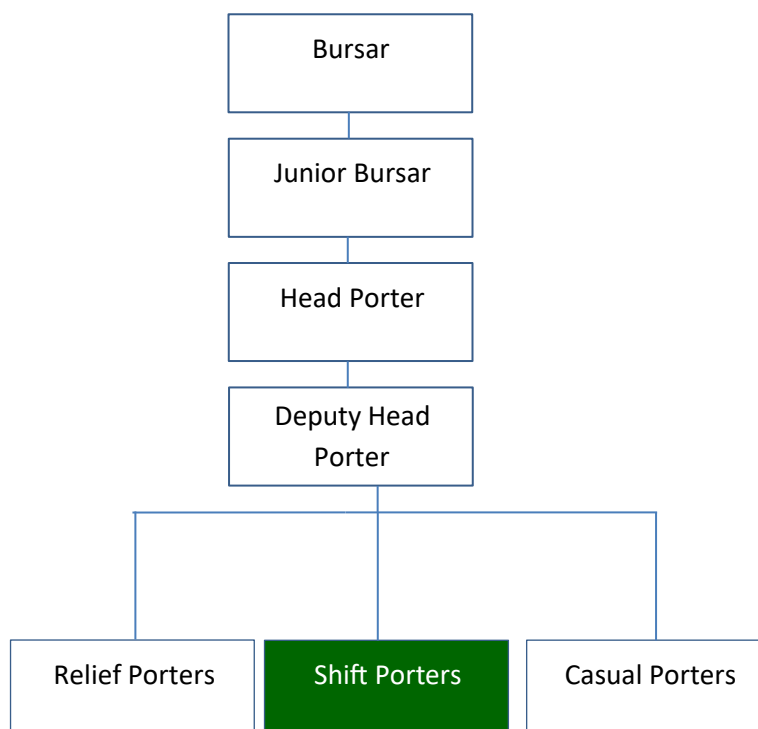 Bursar
Junior Bursar
Head Porter
Deputy Head
Porter
Relief Porters
Shift Porters
Casual Porters